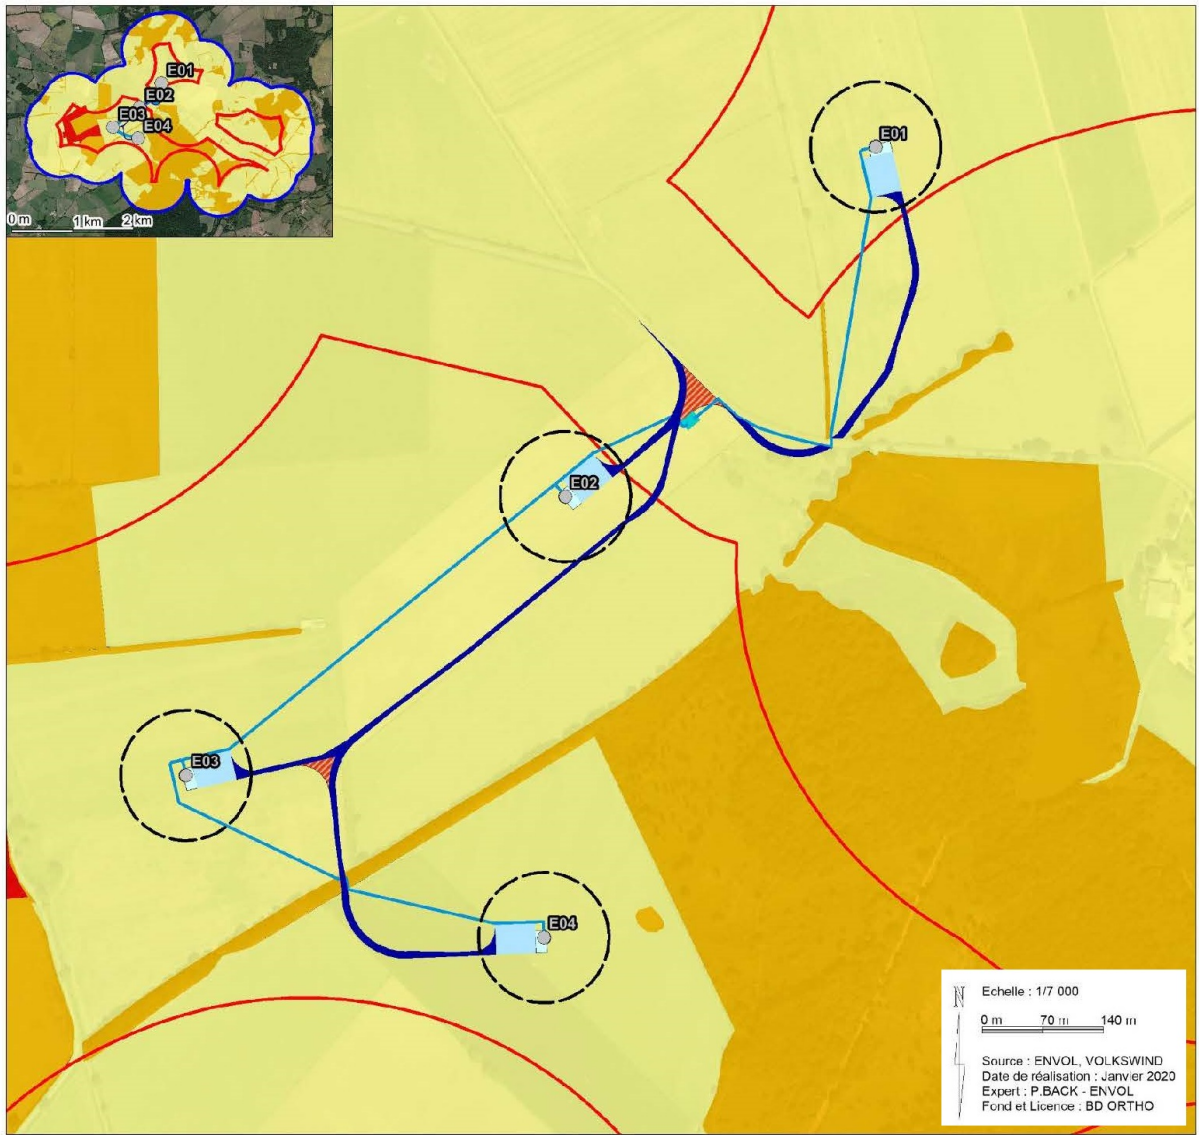 E01
E02
E03
E04
0 m 1 km 2 km
E01
E02
E03
E04
N
Echelle : 1/7 000
0 m 70 m 140 m
Source : ENVOL, VOLKSWIND
Date de réalisation : Janvier 2020
Expert : P.BACK - ENVOL
Fond et Licence : BD ORTHO